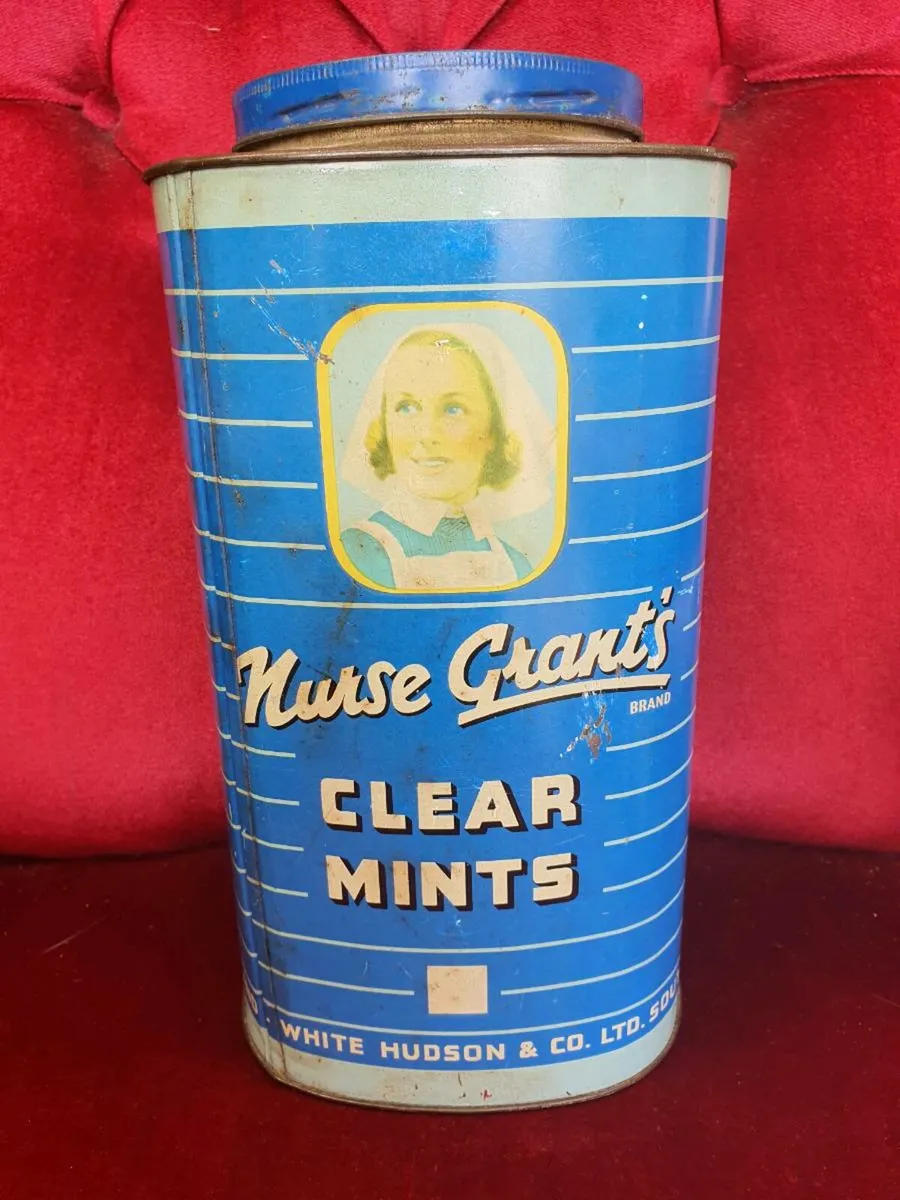 Nurse Grant's
BRAND
CLEAR
MINTS
WHITE HUDSON & CO. LTD.